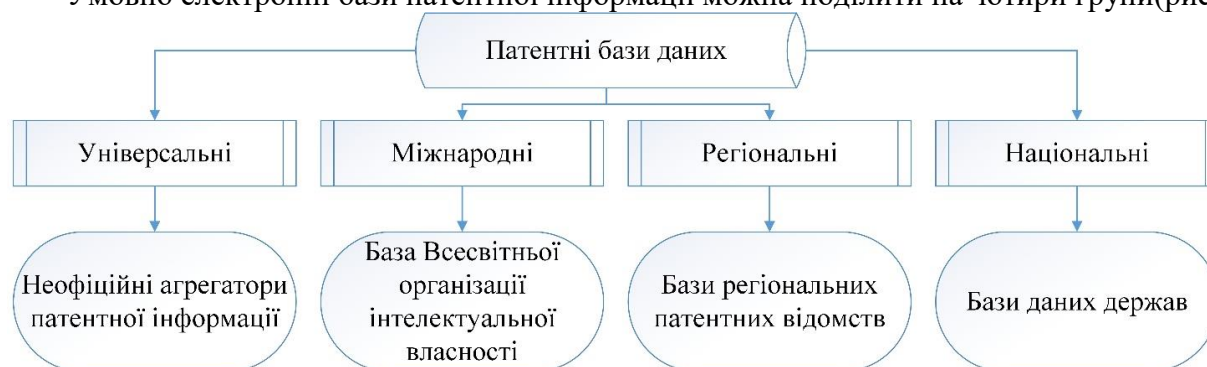 Умовно електронні бази патентної інформації можна поділити на чотири групи(рис
Патентні бази даних
Універсальні
Міжнародні
Регіональні
Національні
Неофіційні агрегатори
патентної інформації
База Всесвітньої
організації
інтелектуальної
власності
Бази регіональних
патентних відомств
Бази даних держав